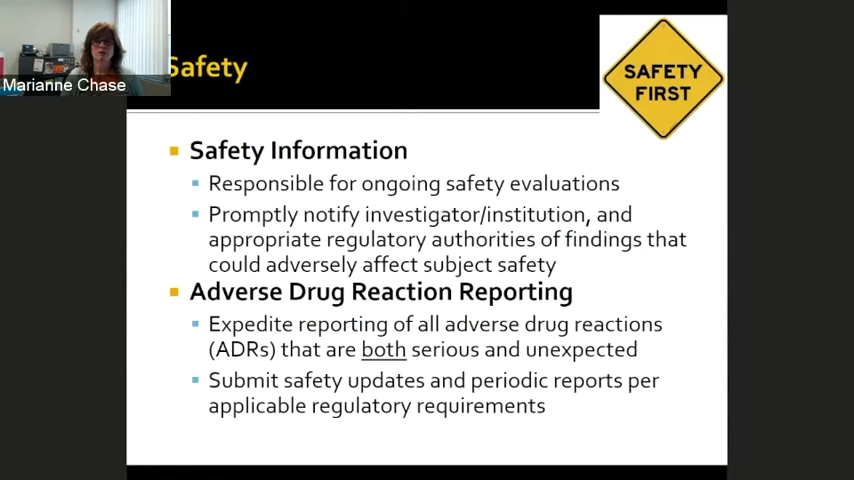 Marianne Chase
Safety
SAFETY
FIRST
Safety Information
Responsible for ongoing safety evaluations
Promptly notify investigator/institution, and
appropriate regulatory authorities of findings that
could adversely affect subject safety
Adverse Drug Reaction Reporting
Expedite reporting of all adverse drug reactions
(ADRs) that are both serious and unexpected
Submit safety updates and periodic reports per
applicable regulatory requirements